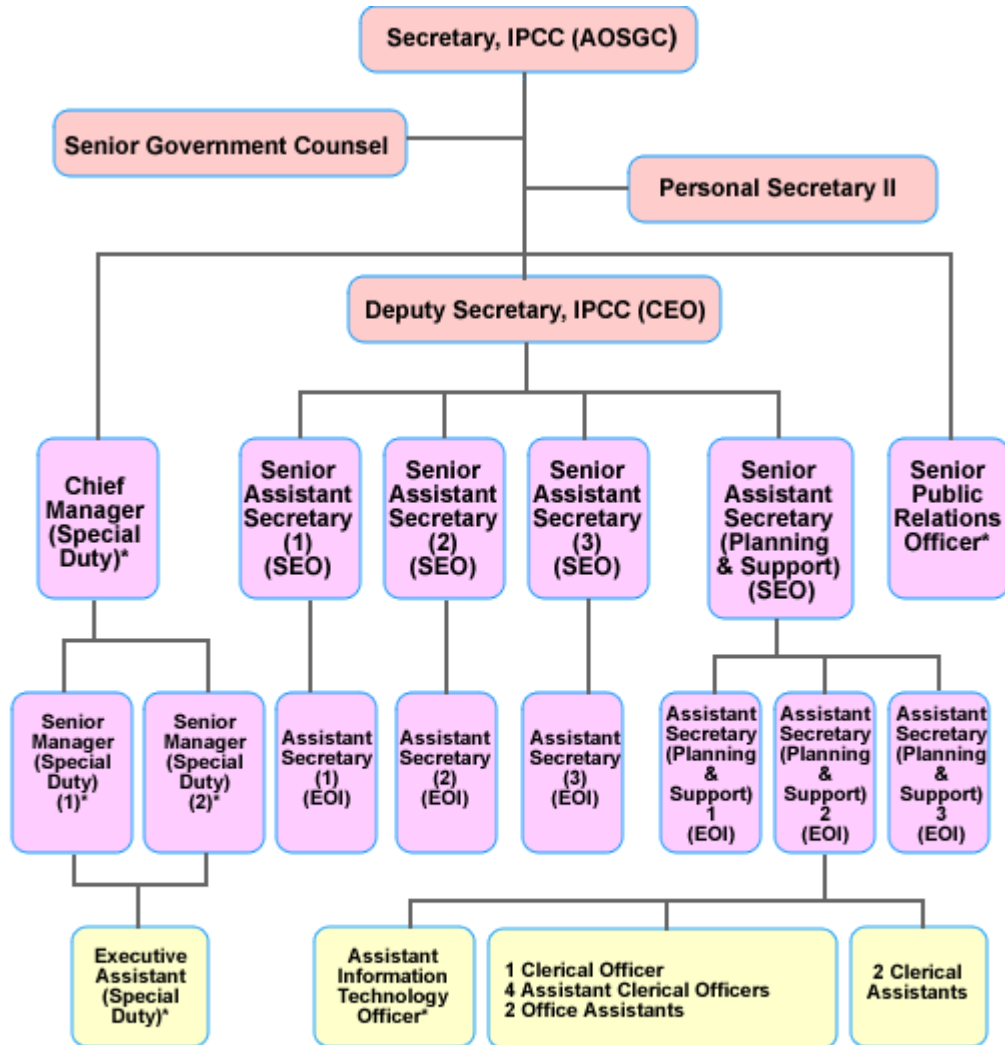 Secretary, IPCC (AOSGC)
Senior Government Counsel
Personal Secretary II
Deputy Secretary, IPCC (CEO)
Chief
Manager
(Special
Duty)*
Senior
Assistant
Secretary
(1)
(SEO)
Senior
Assistant
Secretary
(2)
(SEO)
Senior
Assistant
Secretary
(3)
(SEO)
Senior
Assistant
Secretary
(Planning
& Support)
(SEO)
Senior
Public
Relations
Officer*
Senior
Manager
(Special
Duty)
(1)*
Senior
Manager
(Special
Duty)
(2)*
Assistant
Secretary
(1)
(EOI)
Assistant
Secretary
(2)
(EOI)
Assistant
Secretary
(3)
(EOI)
Assistant
Secretary
(Planning
&
Support)
1
(EOI)
Assistant
Secretary
(Planning
&
Support)
2
(EOI)
Assistant
Secretary
(Planning
&
Support)
3
(EOI)
Executive
Assistant
(Special
Duty)*
Assistant
Information
Technology
Officer*
1 Clerical Officer
4 Assistant Clerical Officers
2 Office Assistants
2 Clerical
Assistants